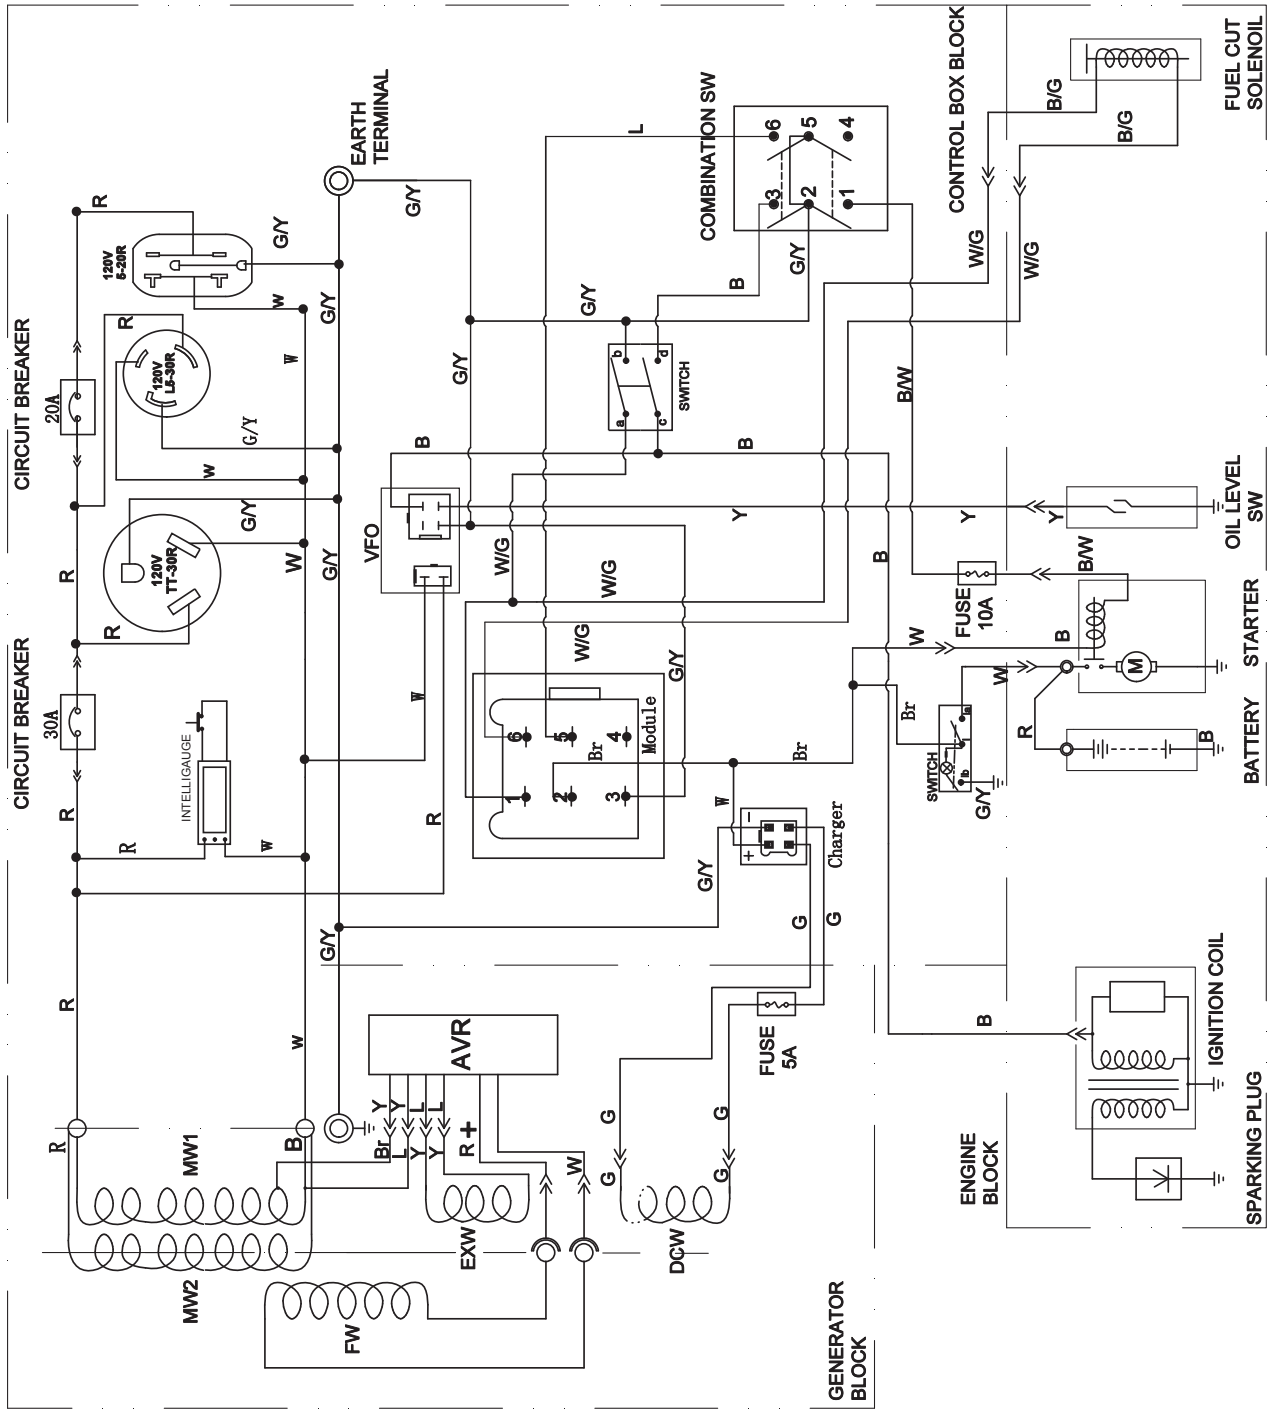 CIRCUIT BREAKER
30A
CIRCUIT BREAKER
20A
R
R
R
R
R
R
R
R
R
120V
5-20R
120V
L5-30R
120V
TT-30R
INTELLIGAUGE
W
W
W
W
W
W
G/Y
G/Y
G/Y
G/Y
G/Y
G/Y
EARTH
TERMINAL
G/Y
G/Y
VFO
B
W
R
W/G
W/G
W/G
G/Y
L
G/Y
SWITCH
a
b
c
d
B
B
G/Y
COMBINATION SW
6
5
4
3
2
1
CONTROL BOX BLOCK
W/G
W/G
B/G
B/G
FUEL CUT
SOLENOIL
B/W
Y
Y
Y
OIL LEVEL
SW
B/W
FUSE
10A
B
STARTER
M
W
W
Br
SWITCH
ia
i
ib
G/Y
R
B
BATTERY
6
5
4
1
2
3
Br
Module
Br
W
+
-
Charger
G/Y
G
G
FUSE
5A
B
B
IGNITION COIL
SPARKING PLUG
ENGINE
BLOCK
AVR
Y
Y
L
L
Br
L
Y
Y
R
+
W
G
G
G
G
R
B
MW1
MW2
EXW
DCW
FW
GENERATOR
BLOCK